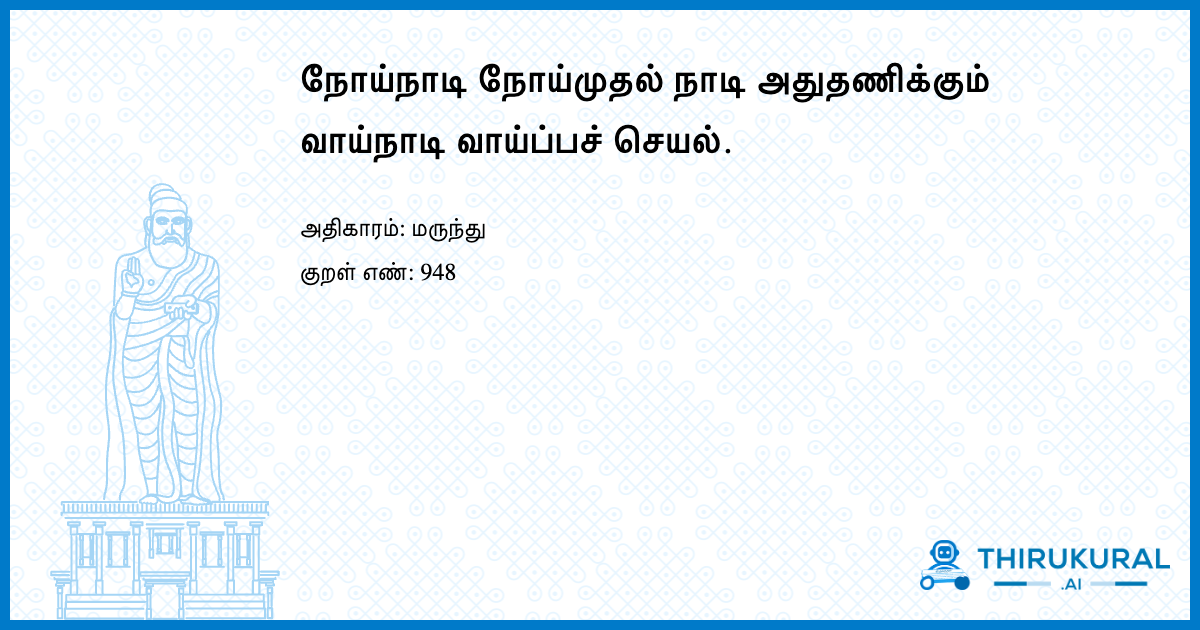 நோய்நாடி நோய்முதல் நாடி அதுதணிக்கும்
வாய்நாடி வாய்ப்பச் செயல்.
அதிகாரம்: மருந்து
குறள் எண்: 948
THIRUKURAL
.AI